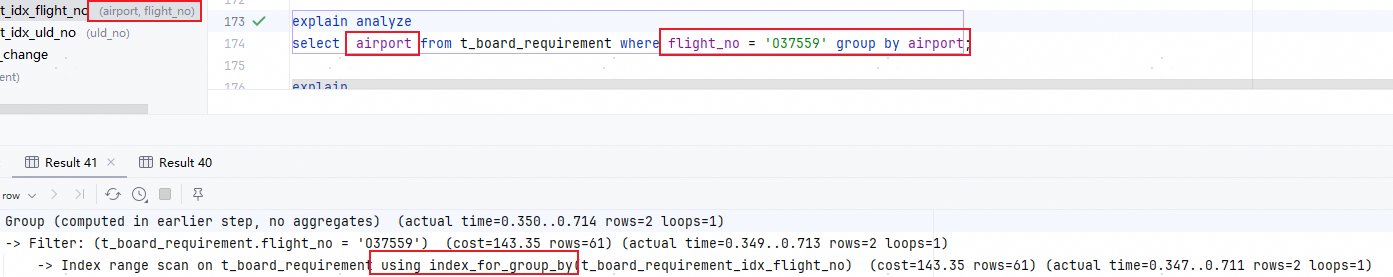 t_idx_flight_no (airport, flight_no)
t_idx_uld_no (uld_no)
_change
ent)
172
173 explain analyze
174 select airport from t_board_requirement where flight_no = 'O37559' group by airport;
175
176 explain
Result 41 × Result 40
row
Group (computed in earlier step, no aggregates) (actual time=0.350..0.714 rows=2 loops=1)
-> Filter: (t_board_requirement.flight_no = 'O37559') (cost=143.35 rows=61) (actual time=0.349..0.713 rows=2 loops=1)
-> Index range scan on t_board_requirement using index_for_group_by(t_board_requirement_idx_flight_no) (cost=143.35 rows=61) (actual time=0.347..0.711 rows=2 loops=1)